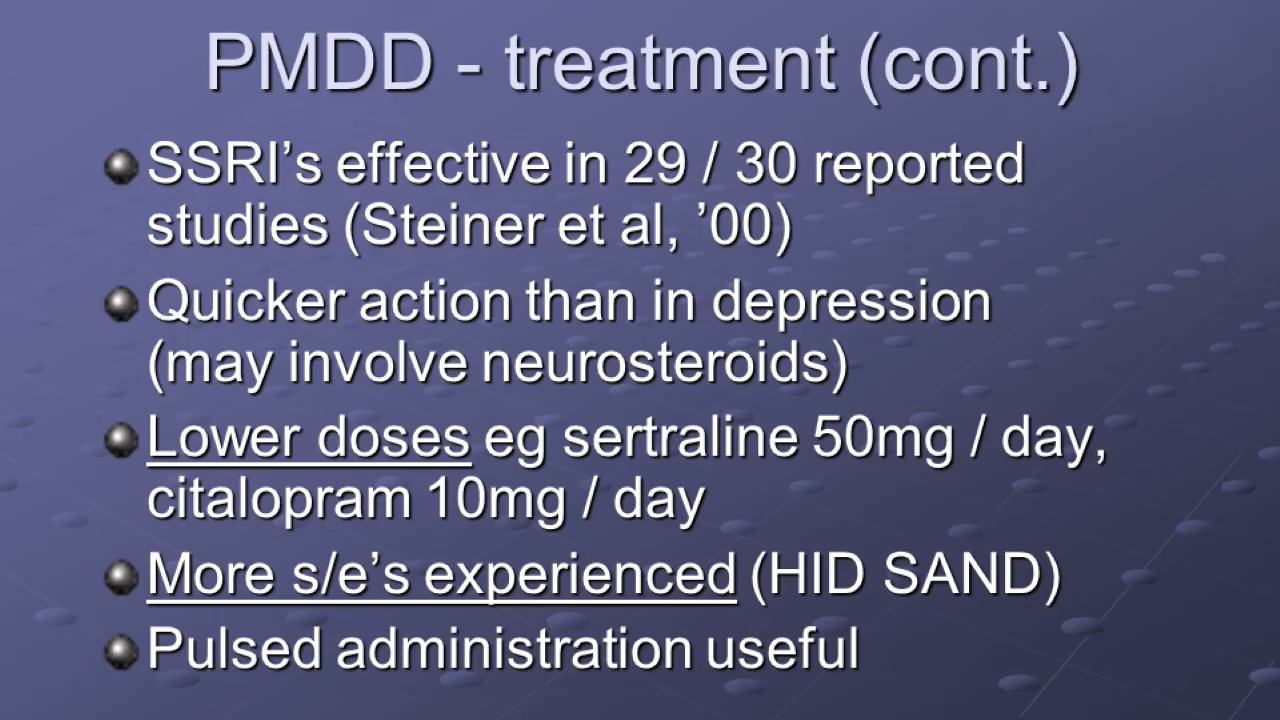 PMDD - treatment (cont.)
SSRI’s effective in 29 / 30 reported
studies (Steiner et al, ’00)
Quicker action than in depression
(may involve neurosteroids)
Lower doses eg sertraline 50mg / day,
citalopram 10mg / day
More s/e’s experienced (HID SAND)
Pulsed administration useful